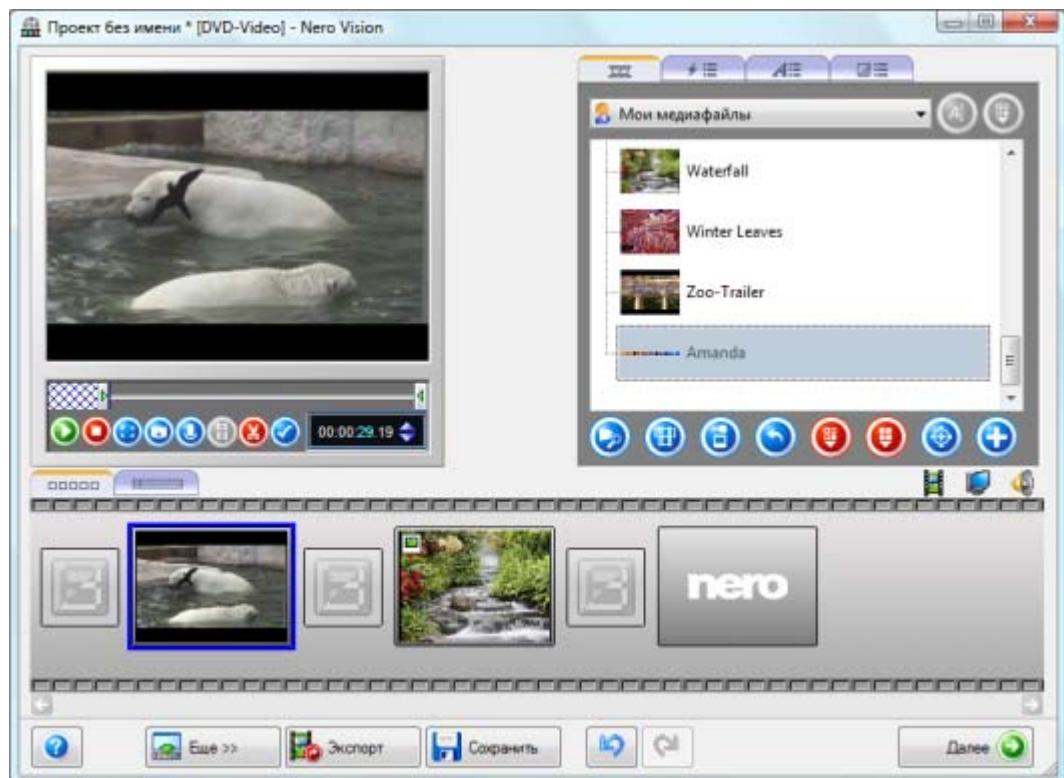 Проект без имени * [DVD-Video] - Nero Vision
Мои медиафайлы
Waterfall
Winter Leaves
Zoo-Trailer
Amanda
00:00:29.19
nero
Ещё >>
Экспорт
Сохранить
Далее